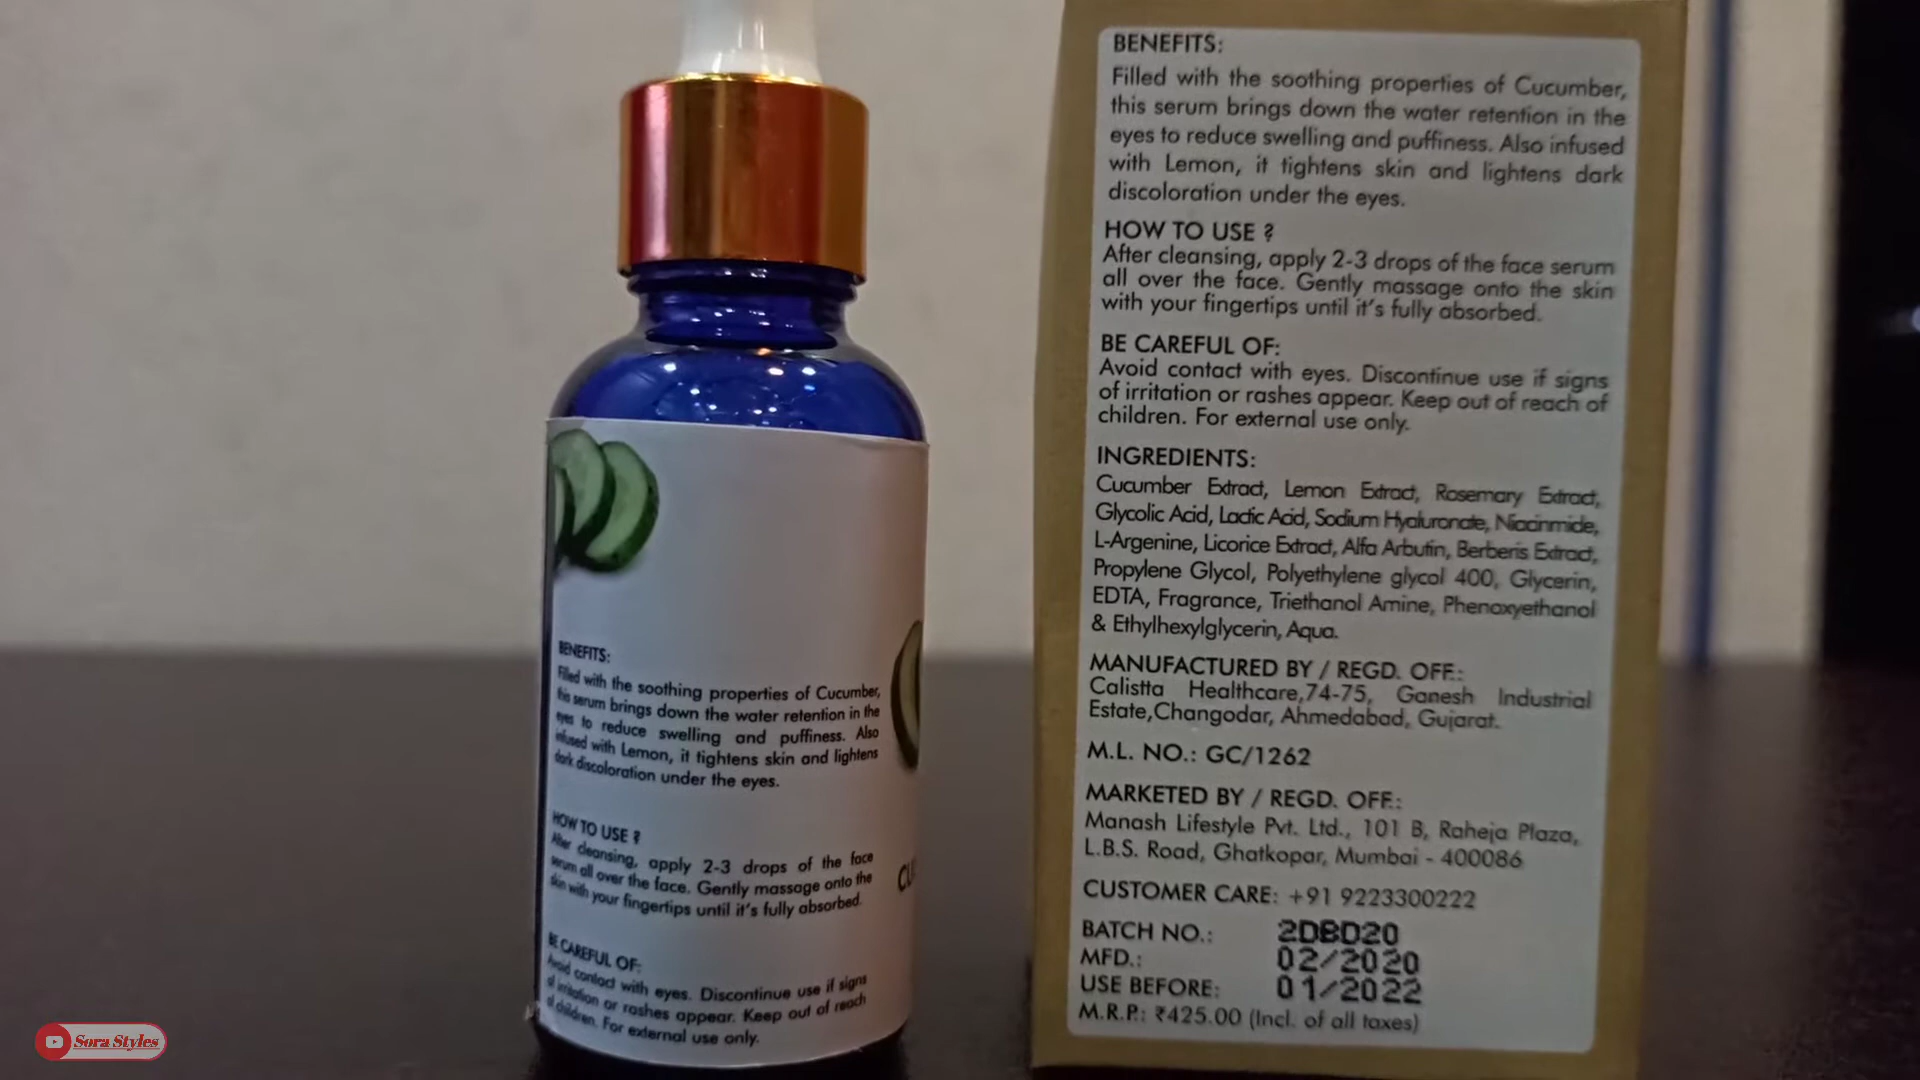 BENEFITS:
Filled with the soothing properties of Cucumber,
this serum brings down the water retention in the
eyes to reduce swelling and puffiness. Also
infused with Lemon, it tightens skin and lightens
dark discoloration under the eyes.
HOW TO USE ?
After cleansing, apply 2-3 drops of the face
serum all over the face. Gently massage onto the
skin with your fingertips until it's fully absorbed.
BE CAREFUL OF:
Avoid contact with eyes. Discontinue use if signs
of irritation or rashes appear. Keep out of reach
of children. For external use only.
CU
BENEFITS:
Filled with the soothing properties of Cucumber,
this serum brings down the water retention in the
eyes to reduce swelling and puffiness. Also infused
with Lemon, it tightens skin and lightens dark
discoloration under the eyes.
HOW TO USE ?
After cleansing, apply 2-3 drops of the face serum
all over the face. Gently massage onto the skin
with your fingertips until it's fully absorbed.
BE CAREFUL OF:
Avoid contact with eyes. Discontinue use if signs
of irritation or rashes appear. Keep out of reach of
children. For external use only.
INGREDIENTS:
Cucumber Extract, Lemon Extract, Rosemary Extract,
Glycolic Acid, Lactic Acid, Sodium Hyaluronate, Niacinmide,
L-Argenine, Licorice Extract, Alfa Arbutin, Berberis Extract,
Propylene Glycol, Polyethylene glycol 400, Glycerin,
EDTA, Fragrance, Triethanol Amine, Phenoxyethanol
& Ethylhexylglycerin, Aqua.
MANUFACTURED BY / REGD. OFF.:
Calistta Healthcare,74-75, Ganesh Industrial
Estate,Changodar, Ahmedabad, Gujarat.
M.L. NO.: GC/1262
MARKETED BY / REGD. OFF.:
Manash Lifestyle Pvt. Ltd., 101 B, Raheja Plaza,
L.B.S. Road, Ghatkopar, Mumbai - 400086
CUSTOMER CARE: +91 9223300222
BATCH NO.: 2DBD20
MFD.: 02/2020
USE BEFORE: 01/2022
M.R.P.: ₹425.00 (Incl. of all taxes)
Sora Styles